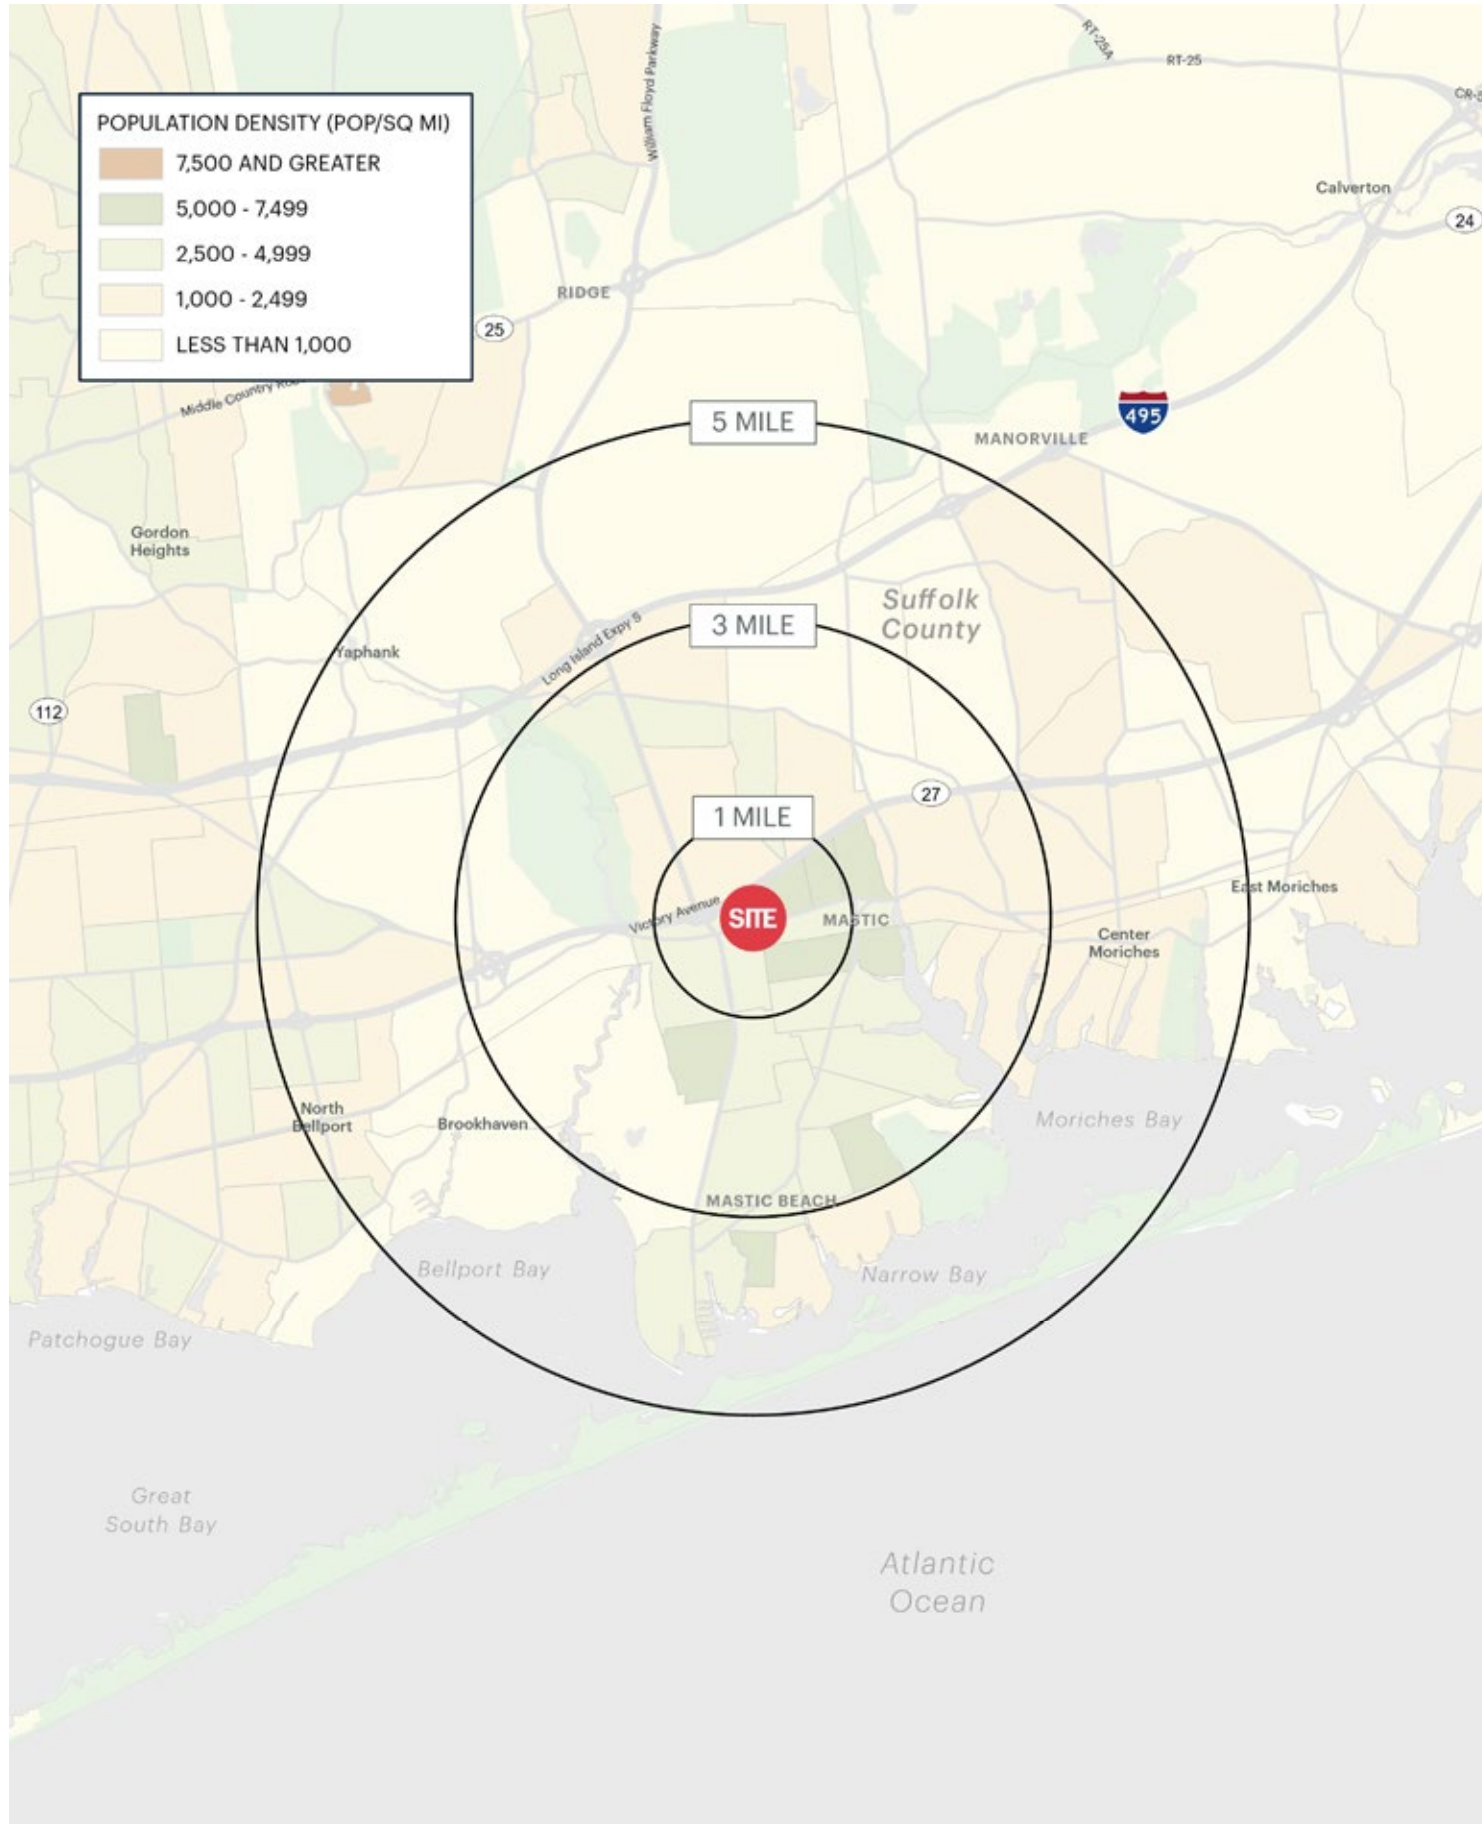 William Floyd Parkway
RT-25A
RT-25
POPULATION DENSITY (POP/SQ MI)
7,500 AND GREATER
5,000 - 7,499
2,500 - 4,999
1,000 - 2,499
LESS THAN 1,000
Calverton
24
RIDGE
25
Middle Country
495
5 MILE
MANORVILLE
Gordon
Heights
Suffolk
County
3 MILE
Long Island Expy S
Yaphank
112
27
1 MILE
East Moriches
Victory Avenue
SITE
MASTIC
Center
Moriches
North
Bellport
Brookhaven
Moriches Bay
MASTIC BEACH
Bellport Bay
Narrow Bay
Patchogue Bay
Great
South Bay
Atlantic
Ocean